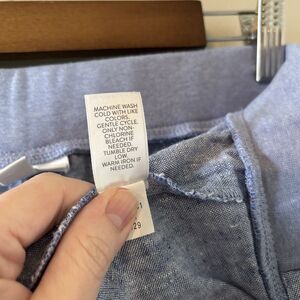 MACHINE WASH
COLD WITH LIKE
COLORS,
GENTLE CYCLE,
ONLY NON-
CHLORINE
BLEACH IF
NEEDED.
TUMBLE DRY
LOW
WARM IRON IF
NEEDED.